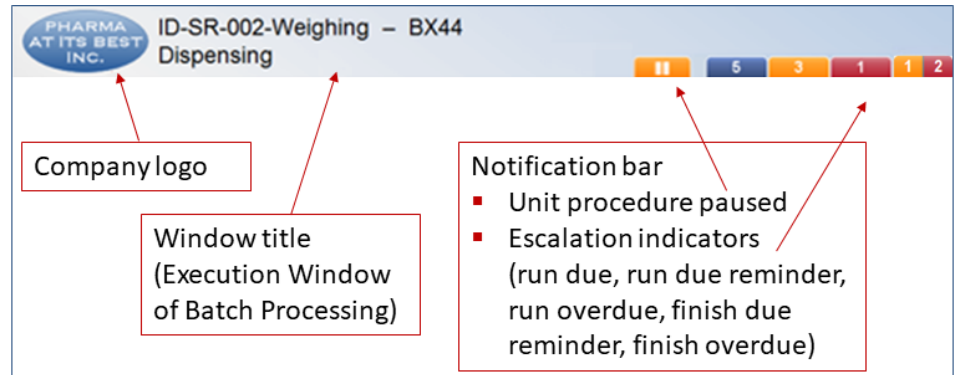 PHARMA
AT ITS BEST
INC.
ID-SR-002-Weighing – BX44
Dispensing
5 3 1 1 2
Company logo
Window title
(Execution Window
of Batch Processing)
Notification bar
▪ Unit procedure paused
▪ Escalation indicators
(run due, run due reminder,
run overdue, finish due
reminder, finish overdue)